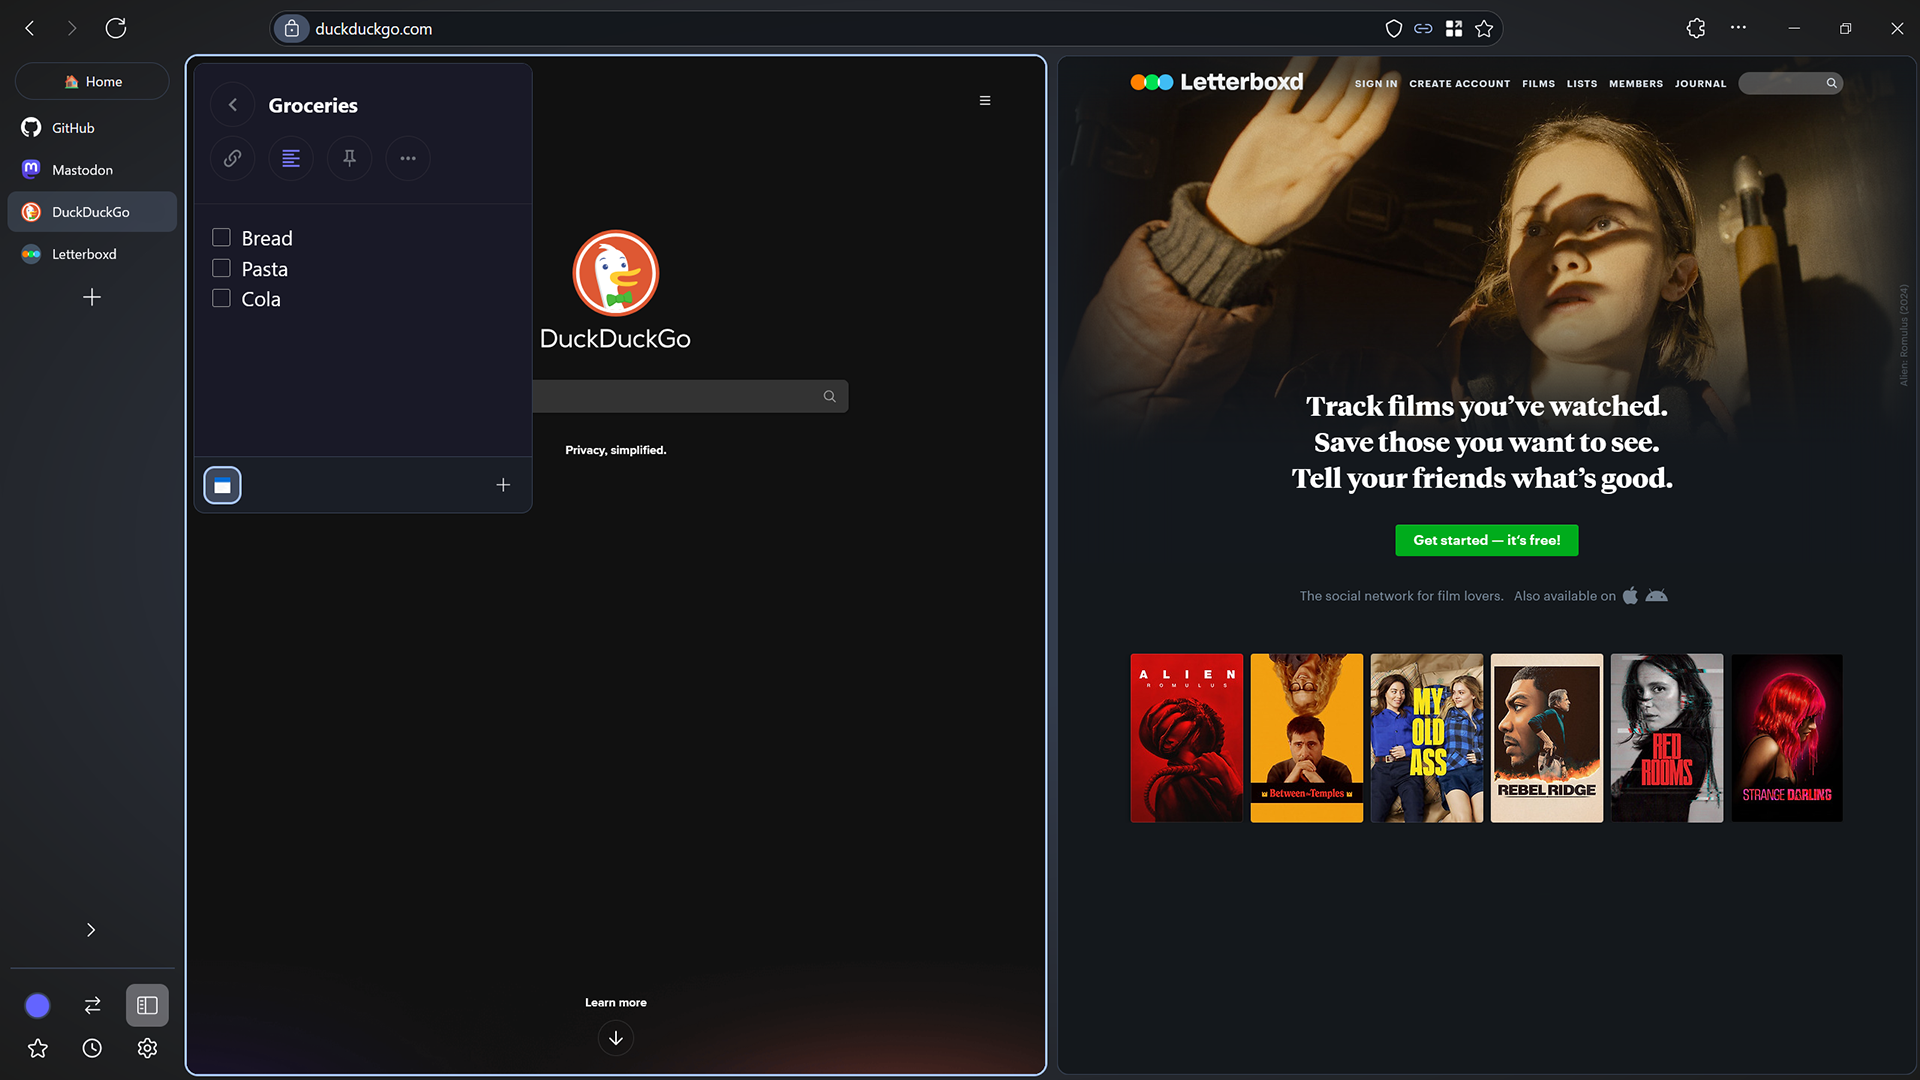 duckduckgo.com
Home
GitHub
Mastodon
DuckDuckGo
Letterboxd
Groceries
Bread
Pasta
Cola
DuckDuckGo
Privacy, simplified.
Learn more
Letterboxd
SIGN IN
CREATE ACCOUNT
FILMS
LISTS
MEMBERS
JOURNAL
Alien: Romulus (2024)
Track films you’ve watched.
Save those you want to see.
Tell your friends what’s good.
Get started — it’s free!
The social network for film lovers. Also available on
ALIEN
ROMULUS
Between the Temples
MY
OLD
ASS
REBEL RIDGE
RED
ROOMS
STRANGE DARLING